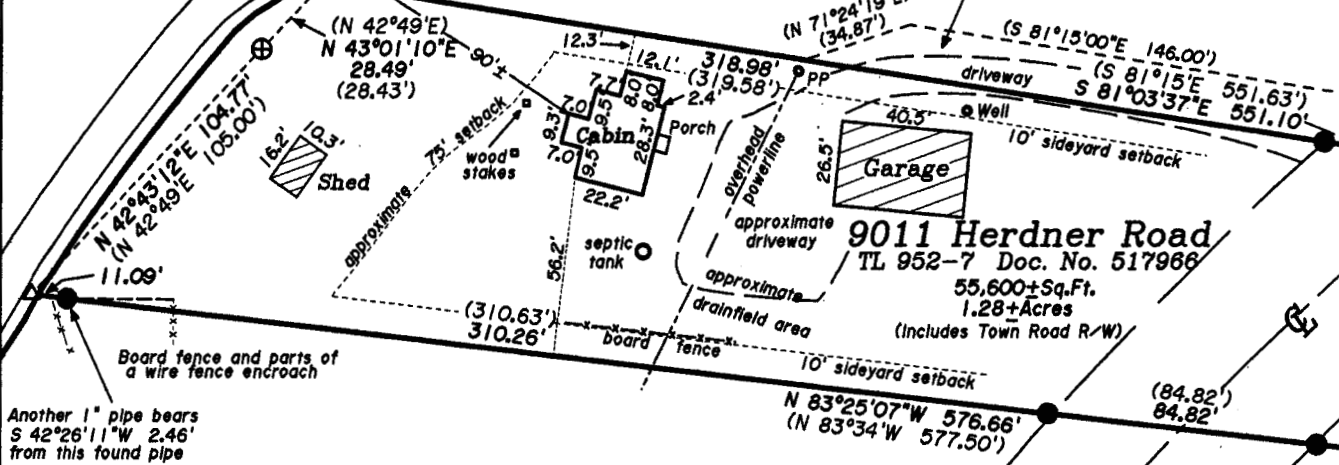 (N 42°49'E)
N 43°01'10"E
28.49'
(28.43')
90'±
12.3'
12.1'
318.98'
(319.58')
(N 71°24'19"E
(34.87')
PP
(S 81°15'00"E 146.00')
driveway
(S 81°15'E 551.63')
S 81°03'37"E 551.10'
N 42°43'12"E 104.77'
(N 42°49'E 105.00')
16.2'
10.3'
Shed
75' setback
approximate
wood
stakes
7.7'
8.0'
8.0'
2.4'
7.0'
9.5'
9.3'
Cabin
28.3'
Porch
7.0'
9.5'
22.2'
overhead
powerline
40.5'
26.5'
Garage
Well
10' sideyard setback
11.09'
56.2'
septic
tank
approximate
driveway
9011 Herdner Road
TL 952-7 Doc. No. 517966
55,600±Sq.Ft.
1.28±Acres
(Includes Town Road R/W)
approximate
drainfield area
(310.63')
310.26'
board fence
10' sideyard setback
Board fence and parts of
a wire fence encroach
Another 1" pipe bears
S 42°26'11"W 2.46'
from this found pipe
N 83°25'07"W 576.66'
(N 83°34'W 577.50')
(84.82')
84.82'